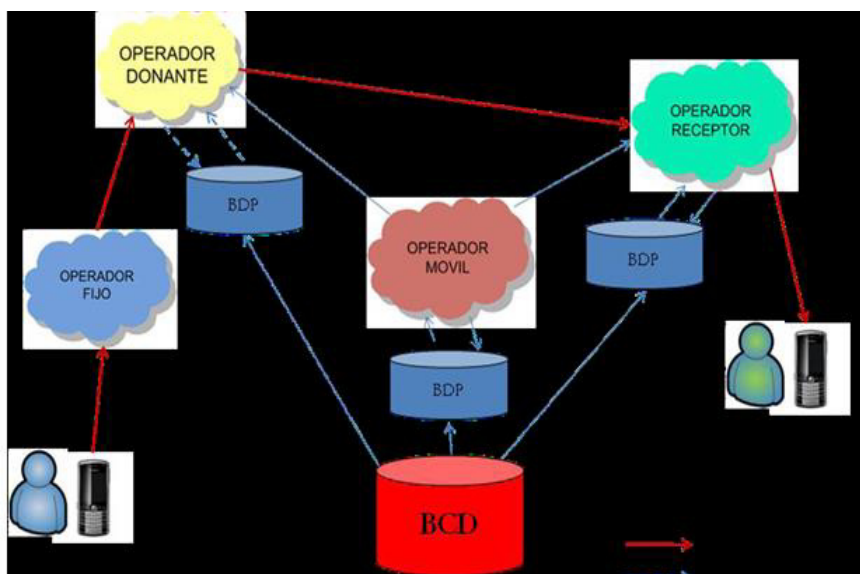 OPERADOR
DONANTE
OPERADOR
RECEPTOR
BDP
OPERADOR
MOVIL
BDP
OPERADOR
FIJO
BDP
BCD